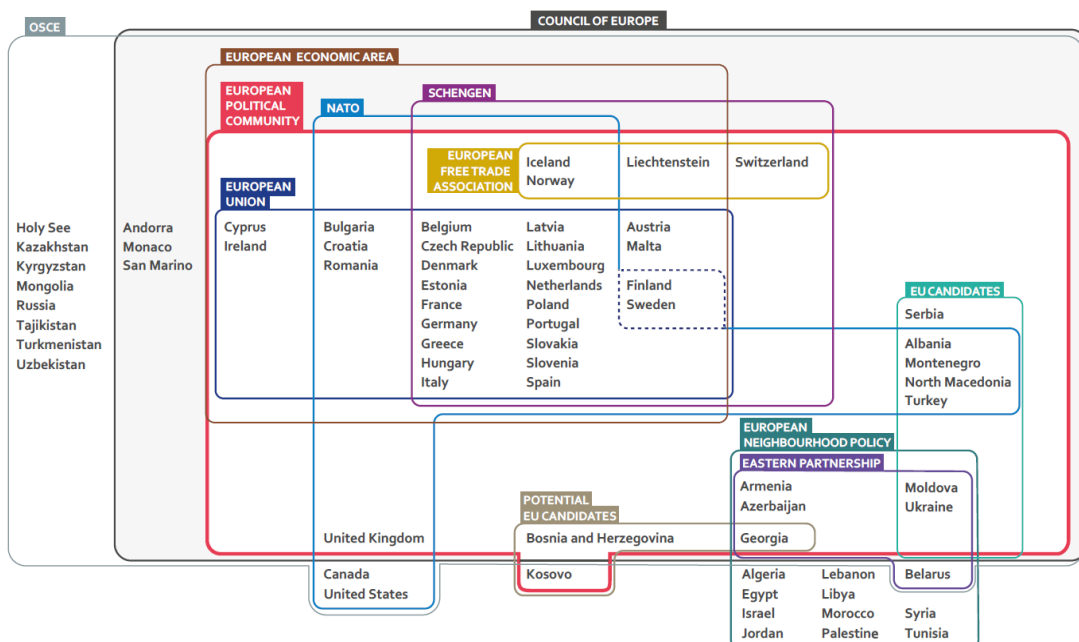 OSCE
COUNCIL OF EUROPE
EUROPEAN ECONOMIC AREA
EUROPEAN
POLITICAL
COMMUNITY
NATO
SCHENGEN
EUROPEAN
FREE TRADE
ASSOCIATION
Iceland
Norway
Liechtenstein
Switzerland
EUROPEAN
UNION
Holy See
Kazakhstan
Kyrgyzstan
Mongolia
Russia
Tajikistan
Turkmenistan
Uzbekistan
Andorra
Monaco
San Marino
Cyprus
Ireland
Bulgaria
Croatia
Romania
Belgium
Czech Republic
Denmark
Estonia
France
Germany
Greece
Hungary
Italy
Latvia
Lithuania
Luxembourg
Netherlands
Poland
Portugal
Slovakia
Slovenia
Spain
Austria
Malta
Finland
Sweden
EU CANDIDATES
Serbia
Albania
Montenegro
North Macedonia
Turkey
EUROPEAN
NEIGHBOURHOOD POLICY
EASTERN PARTNERSHIP
Armenia
Azerbaijan
Georgia
Moldova
Ukraine
POTENTIAL
EU CANDIDATES
Bosnia and Herzegovina
Kosovo
United Kingdom
Canada
United States
Algeria
Egypt
Israel
Jordan
Lebanon
Libya
Morocco
Palestine
Belarus
Syria
Tunisia